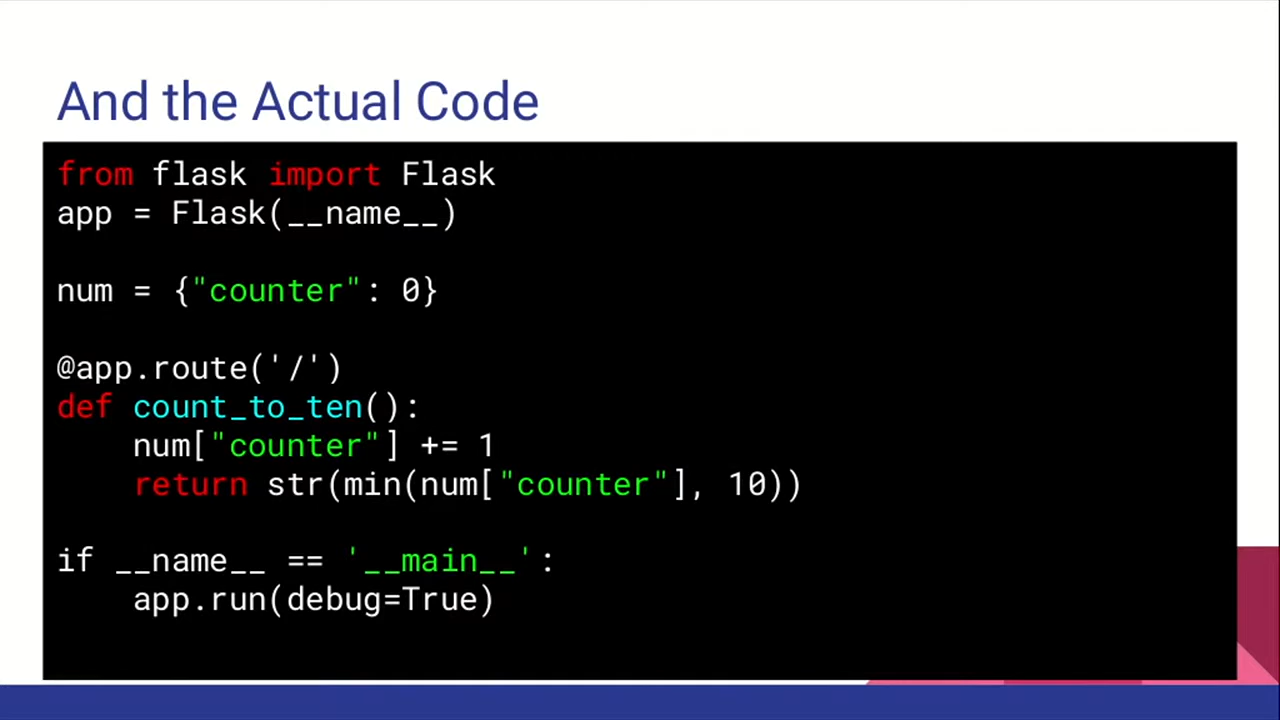 And the Actual Code
from flask import Flask
app = Flask(__name__)
num = {"counter": 0}
@app.route('/')
def count_to_ten():
    num["counter"] += 1
    return str(min(num["counter"], 10))
if __name__ == '__main__':
    app.run(debug=True)